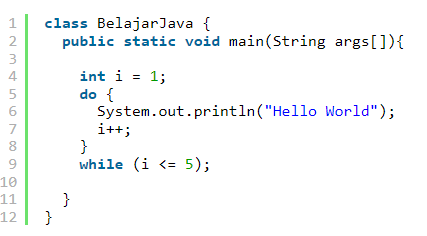 1 class BelajarJava {
2   public static void main(String args[]){
3
4     int i = 1;
5     do {
6       System.out.println("Hello World");
7       i++;
8     }
9     while (i <= 5);
10
11   }
12 }